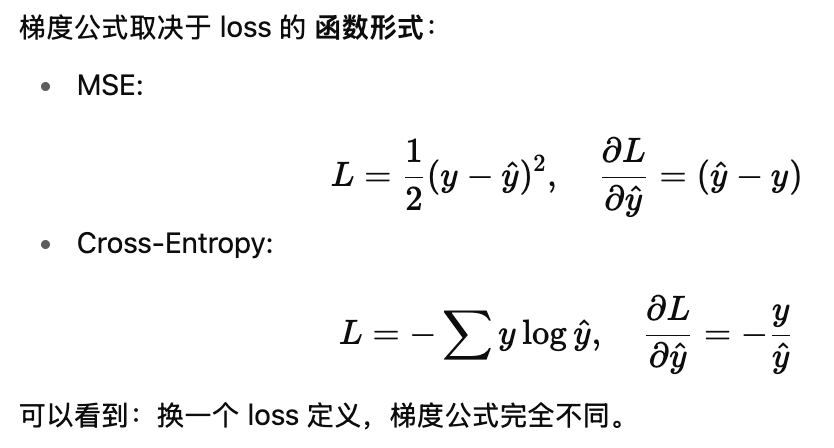 梯度公式取决于 loss 的 函数形式：
• MSE:
L = \frac{1}{2}(y - \hat{y})^2, \quad \frac{\partial L}{\partial \hat{y}} = (\hat{y} - y)
• Cross-Entropy:
L = -\sum y \log \hat{y}, \quad \frac{\partial L}{\partial \hat{y}} = -\frac{y}{\hat{y}}
可以看到：换一个 loss 定义，梯度公式完全不同。